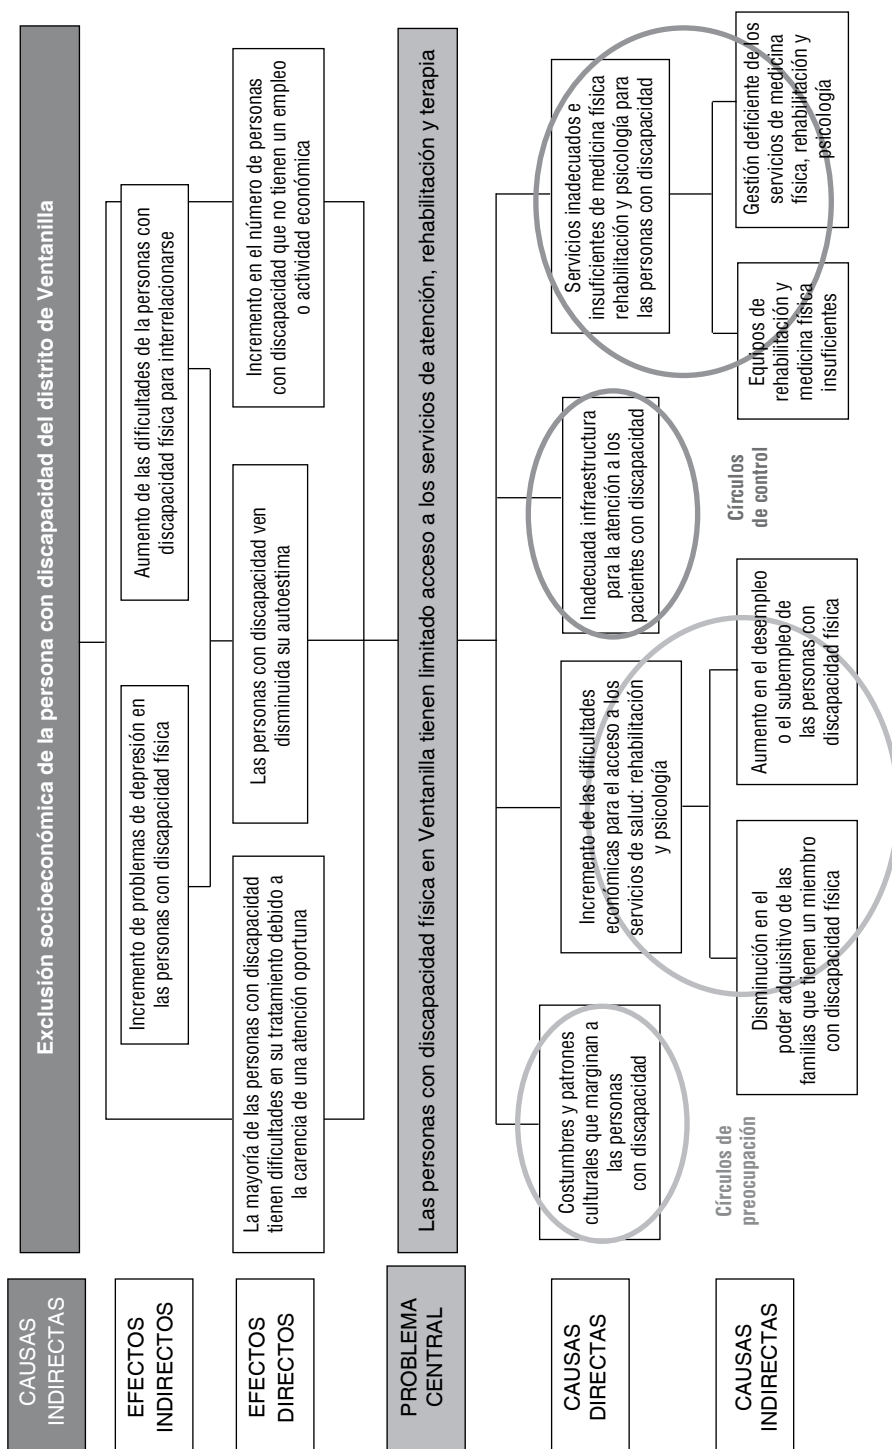 CAUSAS
INDIRECTAS
Exclusión socioeconómica de la persona con discapacidad del distrito de Ventanilla
EFECTOS
INDIRECTOS
Incremento de problemas de depresión en
las personas con discapacidad física
Aumento de las dificultades de la personas con
discapacidad física para interrelacionarse
EFECTOS
DIRECTOS
La mayoría de las personas con discapacidad
tienen dificultades en su tratamiento debido a
la carencia de una atención oportuna
Las personas con discapacidad ven
disminuida su autoestima
Incremento en el número de personas
con discapacidad que no tienen un empleo
o actividad económica
PROBLEMA
CENTRAL
Las personas con discapacidad física en Ventanilla tienen limitado acceso a los servicios de atención, rehabilitación y terapia
CAUSAS
DIRECTAS
Costumbres y patrones
culturales que marginan a
las personas
con discapacidad
Incremento de las dificultades
económicas para el acceso a los
servicios de salud: rehabilitación
y psicología
Inadecuada infraestructura
para la atención a los
pacientes con discapacidad
Servicios inadecuados e
insuficientes de medicina física
rehabilitación y psicología para
las personas con discapacidad
CAUSAS
INDIRECTAS
Círculos de
preocupación
Disminución en el
poder adquisitivo de las
familias que tienen un miembro
con discapacidad física
Aumento en el desempleo
o el subempleo de
las personas con
discapacidad física
Círculos
de control
Equipos de
rehabilitación y
medicina física
insuficientes
Gestión deficiente de los
servicios de medicina
física, rehabilitación y
psicología